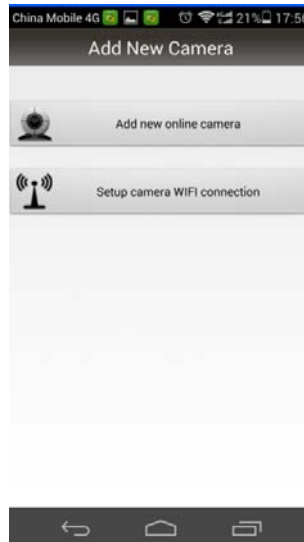 China Mobile 4G 21% 17:56
Add New Camera
Add new online camera
Setup camera WIFI connection